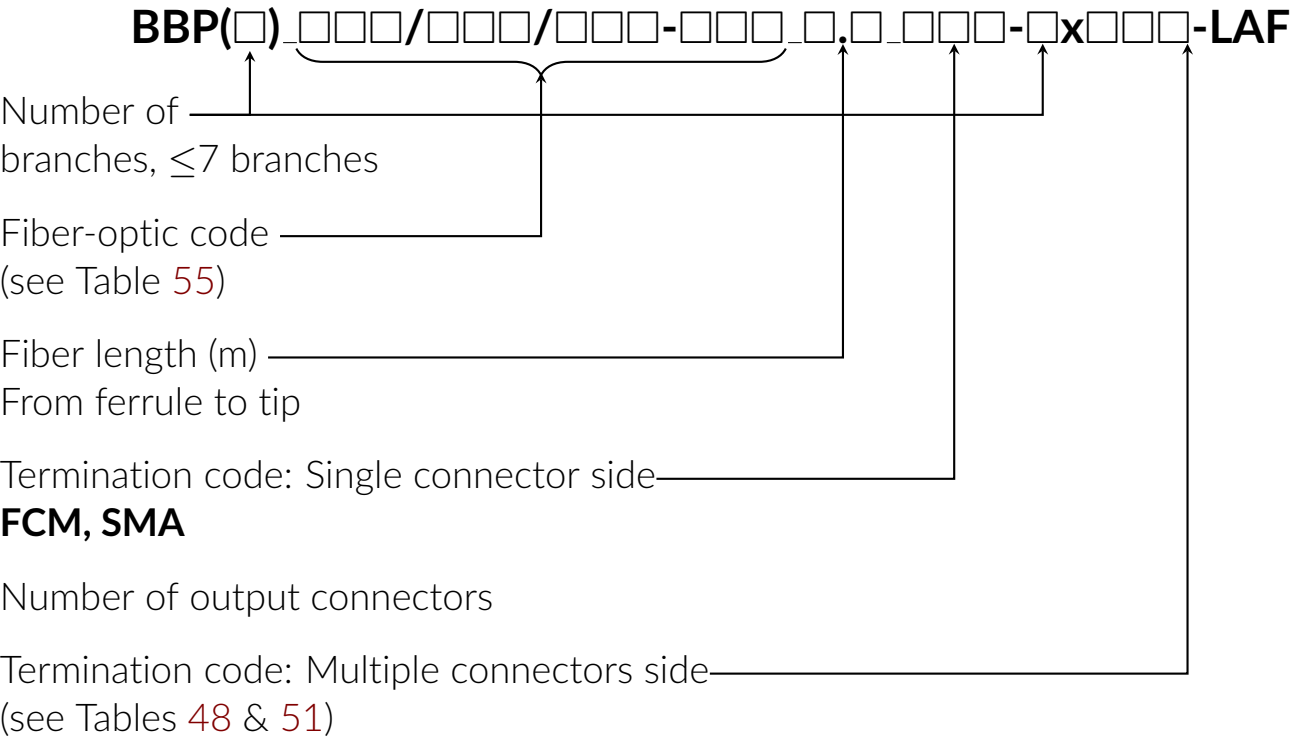 BBP(□)_□□□/□□□/□□□-□□□_□.□_□□□-□x□□□-LAF
Number of
branches, ≤7 branches
Fiber-optic code
(see Table 55)
Fiber length (m)
From ferrule to tip
Termination code: Single connector side
FCM, SMA
Number of output connectors
Termination code: Multiple connectors side
(see Tables 48 & 51)